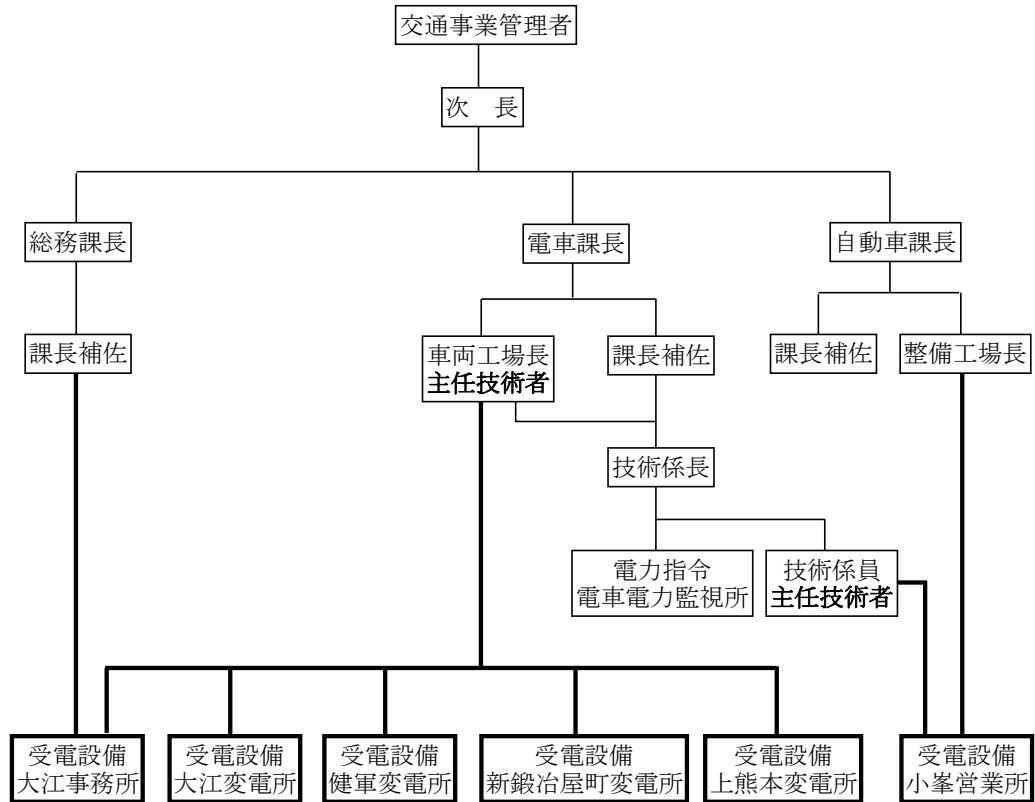 交通事業管理者
次　長
総務課長
電車課長
自動車課長
課長補佐
車両工場長
主任技術者
課長補佐
課長補佐
整備工場長
技術係長
電力指令
電車電力監視所
技術係員
主任技術者
受電設備
大江事務所
受電設備
大江変電所
受電設備
健軍変電所
受電設備
新鍛冶屋町変電所
受電設備
上熊本変電所
受電設備
小峯営業所